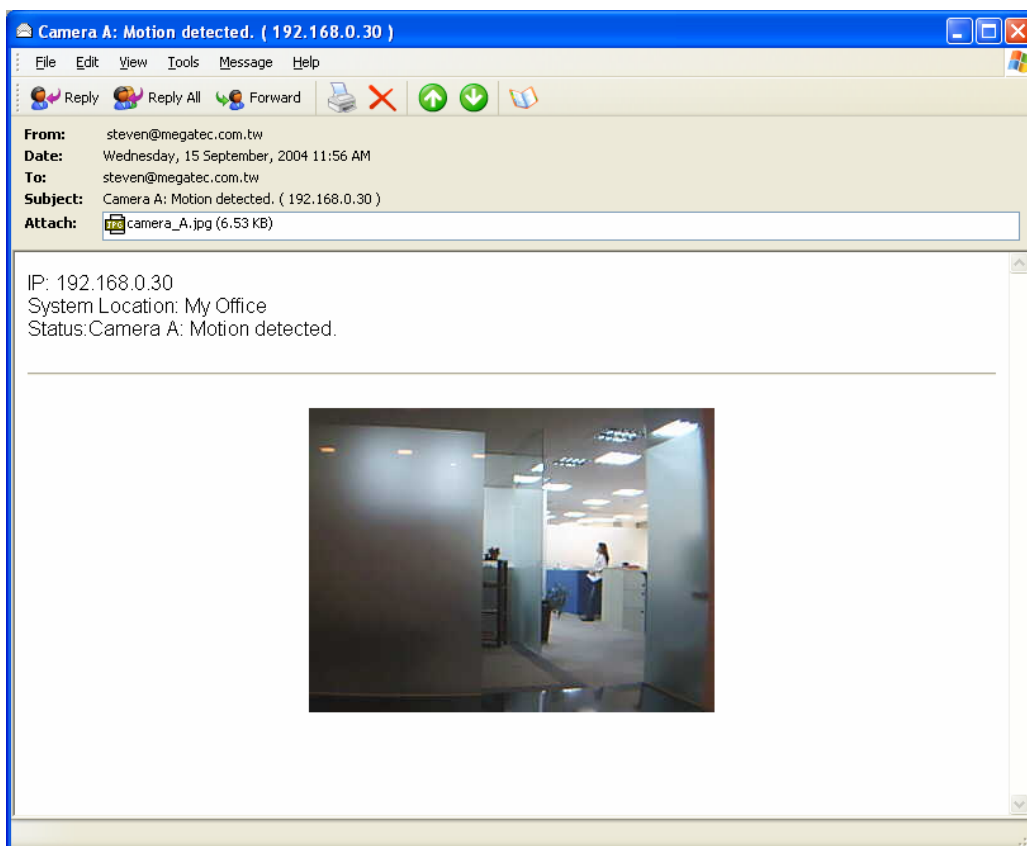 Camera A: Motion detected. ( 192.168.0.30 )
File Edit View Tools Message Help
Reply Reply All Forward
From: steven@megatec.com.tw
Date: Wednesday, 15 September, 2004 11:56 AM
To: steven@megatec.com.tw
Subject: Camera A: Motion detected. ( 192.168.0.30 )
Attach: camera_A.jpg (6.53 KB)
IP: 192.168.0.30
System Location: My Office
Status:Camera A: Motion detected.